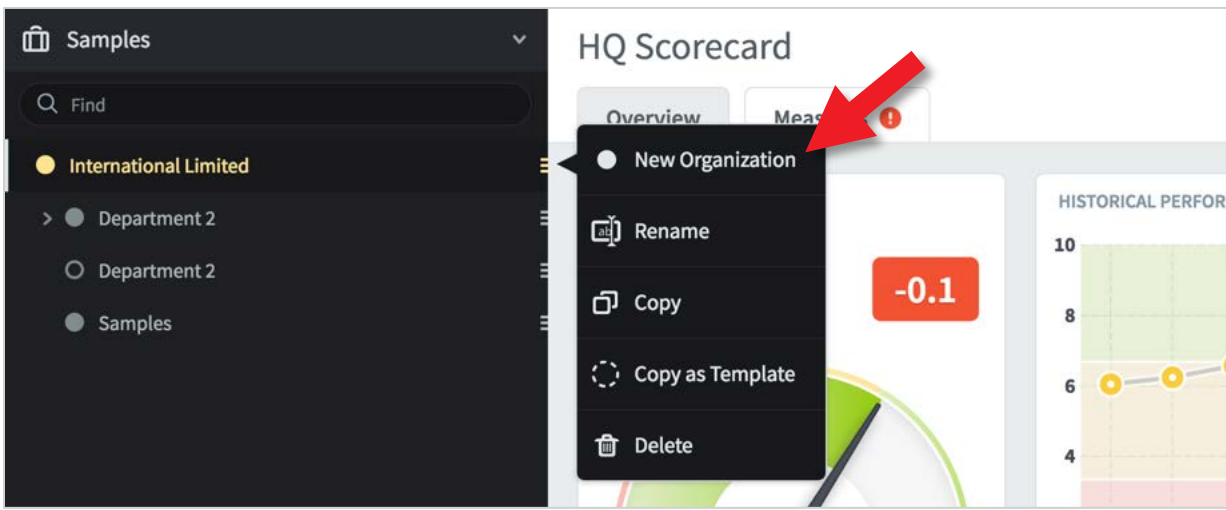 Samples
Find
International Limited
Department 2
Department 2
Samples
HQ Scorecard
Overview
New Organization
Rename
Copy
Copy as Template
Delete
-0.1
HISTORICAL PERFOR
10
8
6
4